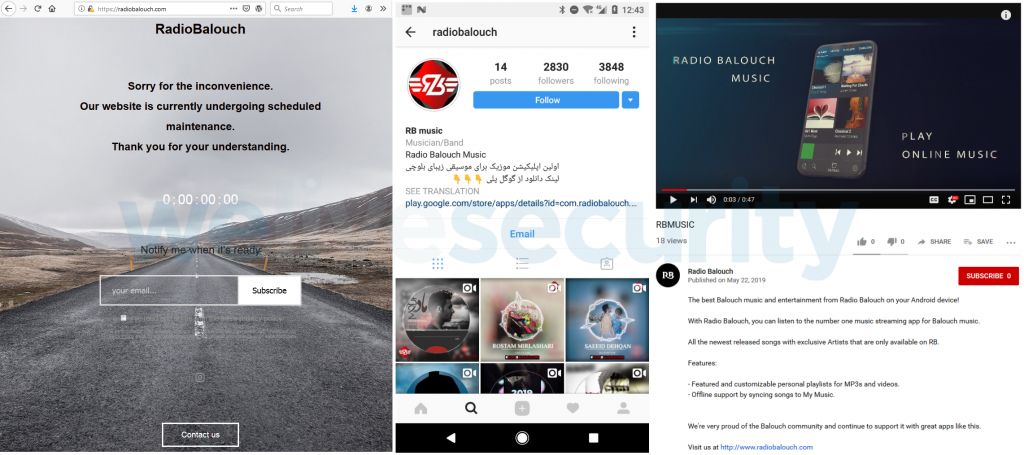 https://radiobalouch.com
Search
RadioBalouch
Sorry for the inconvenience.
Our website is currently undergoing scheduled
maintenance.
Thank you for your understanding.
0:00:00:00
Notify me when it's ready
your email...
Subscribe
Contact us
12:43
radiobalouch
14
posts
2830
followers
3848
following
Follow
RB music
Musician/Band
Radio Balouch Music
اولین اپلیکیشن موزیک برای موسیقی زیبای بلوچی
لینک دانلود از گوگل پلی 👇👇👇
SEE TRANSLATION
play.google.com/store/apps/details?id=com.radiobalouch...
Email
ROSTAM MIRLASHARI
SAEEID DEHQAN
2019
RADIO BALOUCH
MUSIC
PLAY
ONLINE MUSIC
0:03 / 0:47
RBMUSIC
18 views
0
0
SHARE
SAVE
RB
Radio Balouch
Published on May 22, 2019
SUBSCRIBE 0
The best Balouch music and entertainment from Radio Balouch on your Android device!
With Radio Balouch, you can listen to the number one music streaming app for Balouch music.
All the newest released songs with exclusive Artists that are only available on RB.
Features:
- Featured and customizable personal playlists for MP3s and videos.
- Offline support by syncing songs to My Music.
We're very proud of the Balouch community and continue to support it with great apps like this.
Visit us at http://www.radiobalouch.com
welivesecurity